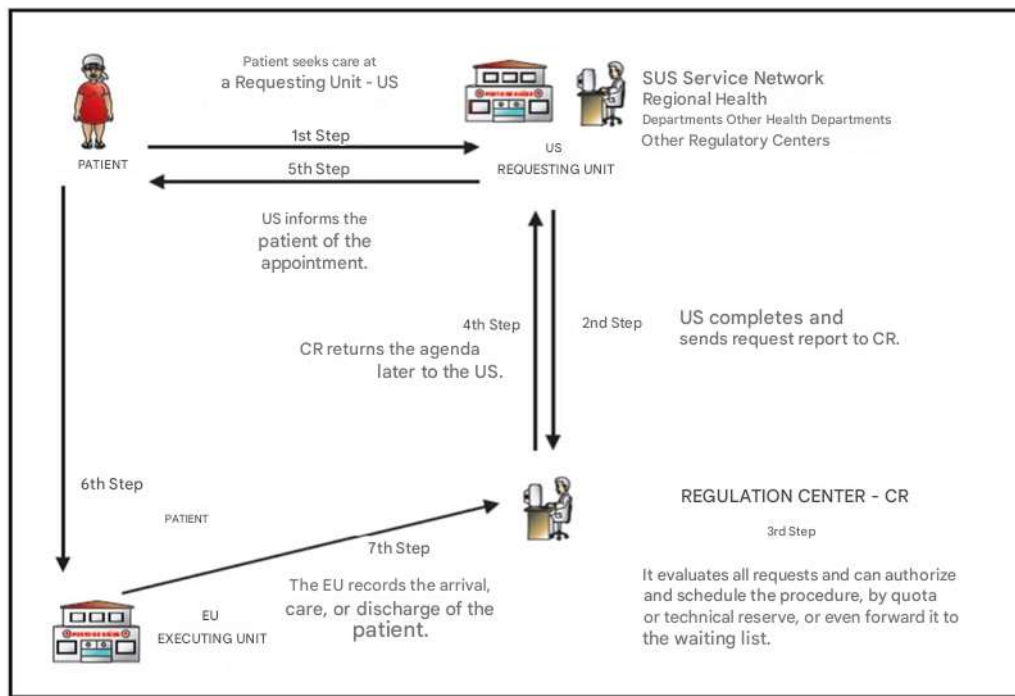 Patient seeks care at
a Requesting Unit - US
SUS Service Network
Regional Health
Departments Other Health Departments
Other Regulatory Centers
1st Step
PATIENT
US
REQUESTING UNIT
5th Step
US informs the
patient of the
appointment.
4th Step
2nd Step
US completes and
sends request report to CR.
CR returns the agenda
later to the US.
6th Step
PATIENT
REGULATION CENTER - CR
3rd Step
7th Step
It evaluates all requests and can authorize
and schedule the procedure, by quota
or technical reserve, or even forward it to
the waiting list.
The EU records the arrival,
care, or discharge of the
patient.
EU
EXECUTING UNIT